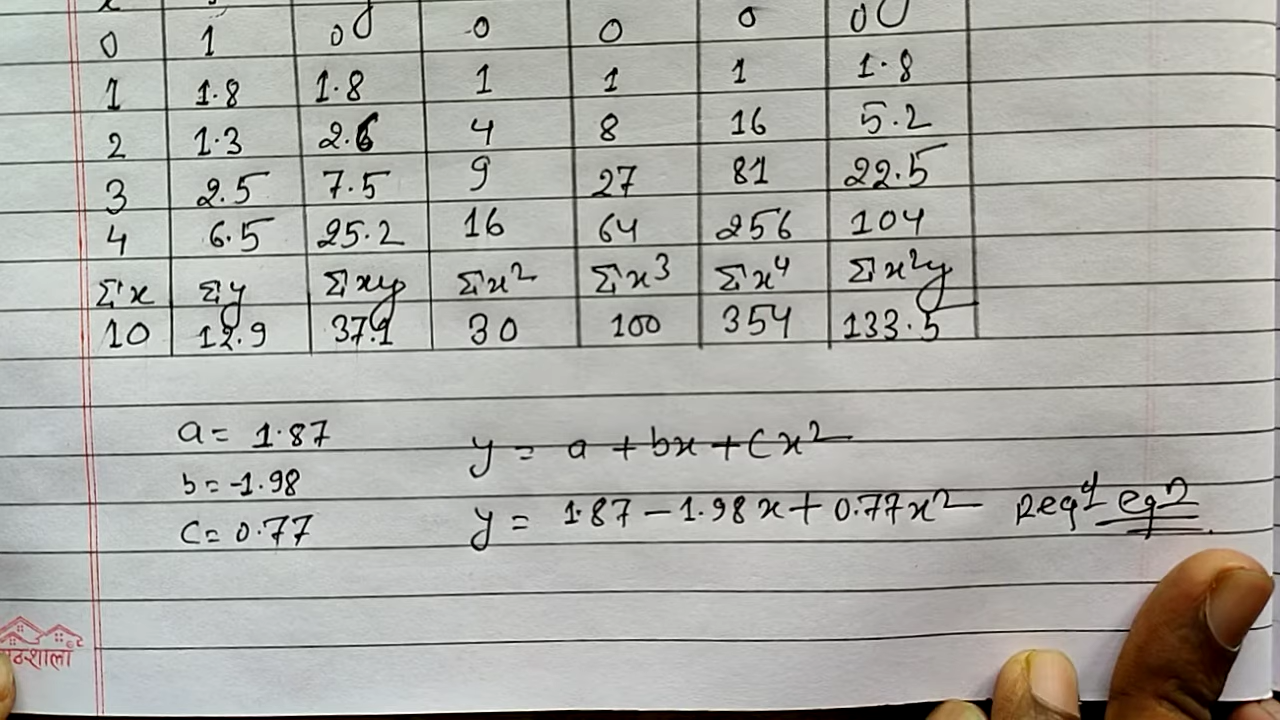 0 1 0 0 0 0 0
1 1.8 1.8 1 1 1 1.8
2 1.3 2.6 4 8 16 5.2
3 2.5 7.5 9 27 81 22.5
4 6.5 25.2 16 64 256 104
Σx Σy Σxy Σx² Σx³ Σx⁴ Σx²y
10 12.9 37.1 30 100 354 133.5
a = 1.87
b = -1.98
c = 0.77
y = a + bx + Cx²
y = 1.87 - 1.98x + 0.77x² Reqd eqn